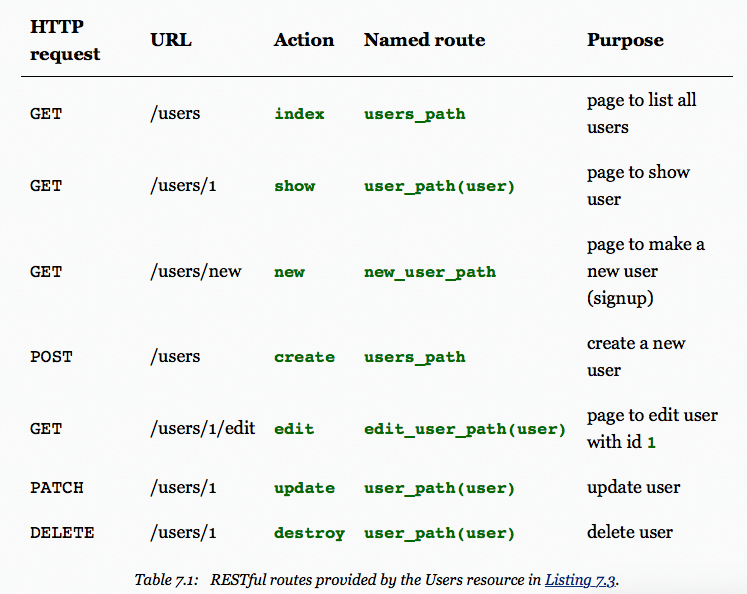 HTTP request URL Action Named route Purpose
GET /users index users_path page to list all users
GET /users/1 show user_path(user) page to show user
GET /users/new new new_user_path page to make a new user (signup)
POST /users create users_path create a new user
GET /users/1/edit edit edit_user_path(user) page to edit user with id 1
PATCH /users/1 update user_path(user) update user
DELETE /users/1 destroy user_path(user) delete user
Table 7.1: RESTful routes provided by the Users resource in Listing 7.3.